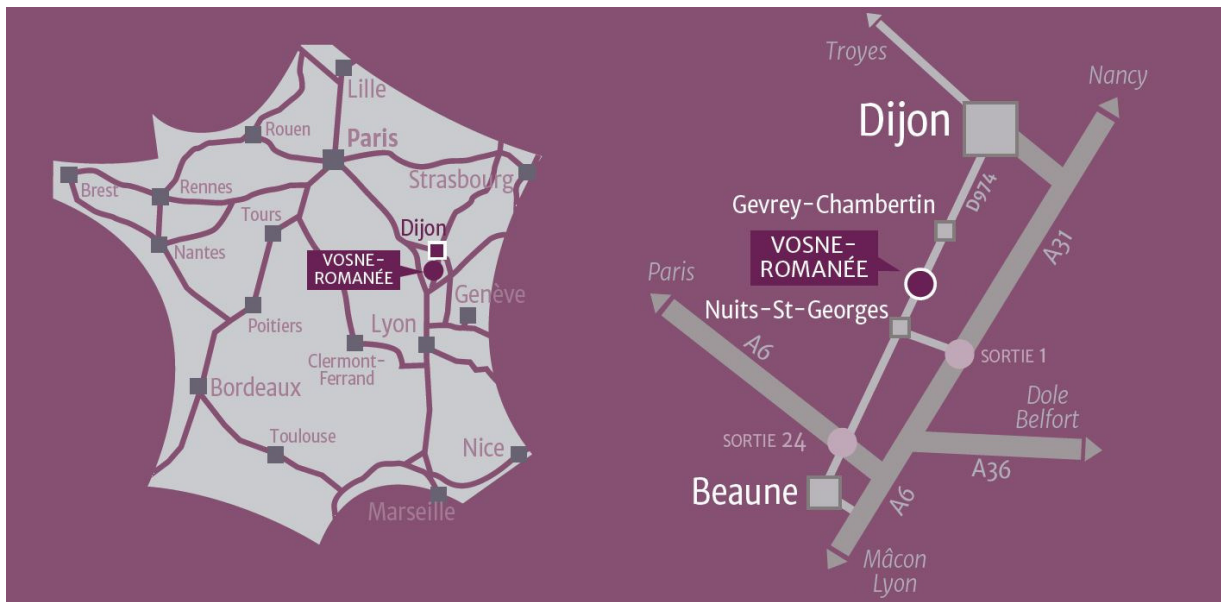 Lille
Rouen
Paris
Strasbourg
Brest
Rennes
Tours
Dijon
Nantes
VOSNE-
ROMANÉE
Genève
Poitiers
Lyon
Clermont-
Ferrand
Bordeaux
Toulouse
Nice
Marseille
Troyes
Nancy
Dijon
D974
Gevrey-Chambertin
VOSNE-
ROMANÉE
A31
Paris
Nuits-St-Georges
A6
SORTIE 1
Dole
Belfort
SORTIE 24
A36
Beaune
A6
Mâcon
Lyon